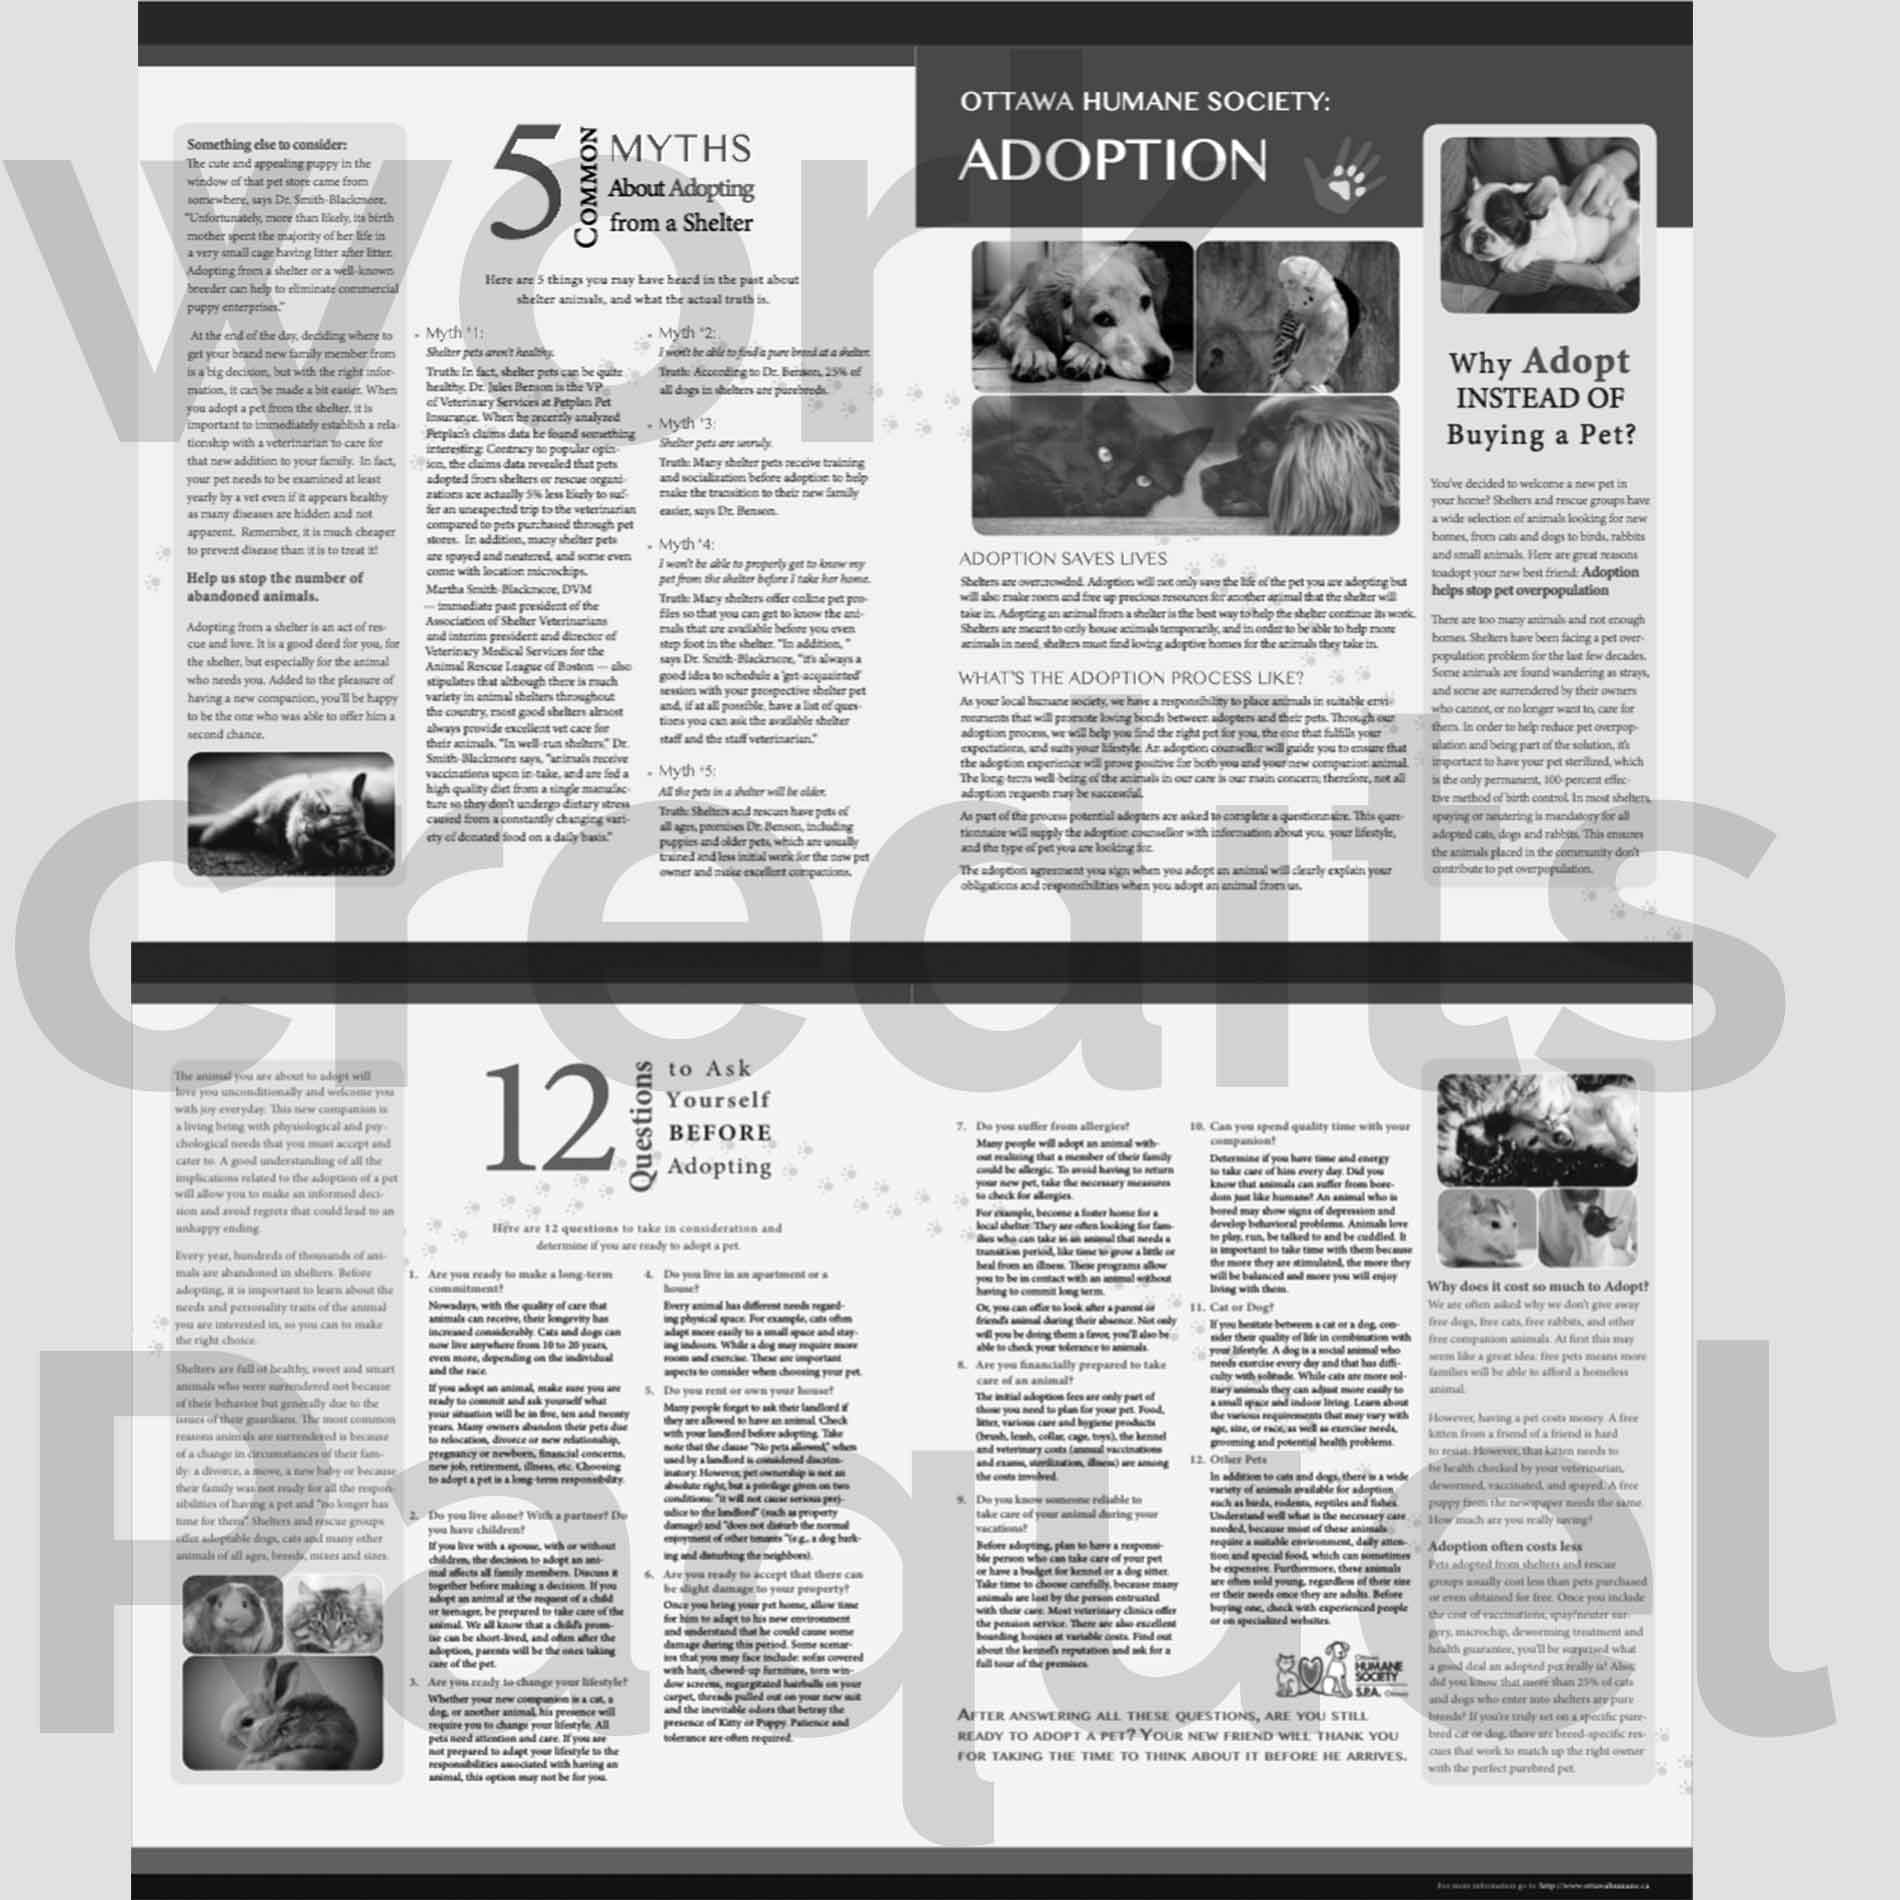 Something else to consider:
The cute and appealing puppy in the
window of that pet store came from
somewhere, says Dr. Smith-Blackmore.
"Unfortunately, more than likely, its birth
mother spent the majority of her life in
a very small cage having litter after litter.
Adopting from a shelter or a well-known
breeder can help to eliminate commercial
puppy enterprises."
At the end of the day, deciding where to
get your brand new family member from
is a big decision, but with the right infor-
mation, it can be made a bit easier. When
you adopt a pet from the shelter, it is
important to immediately establish a rela-
tionship with a veterinarian to care for
that new addition to your family. In fact,
your pet needs to be examined at least
yearly by a vet even if it appears healthy
as many diseases are hidden and not
apparent. Remember, it is much cheaper
to prevent disease than it is to treat it!
Help us stop the number of
abandoned animals.
Adopting from a shelter is an act of res-
cue and love. It is a good deed for you, for
the shelter, but especially for the animal
who needs you. Added to the pleasure of
having a new companion, you'll be happy
to be the one who was able to offer him a
second chance.
5 COMMON MYTHS
About Adopting
from a Shelter
Here are 5 things you may have heard in the past about
shelter animals, and what the actual truth is.
Myth #1:
Shelter pets aren't healthy.
Truth: In fact, shelter pets can be quite
healthy. Dr. Jules Benson is the VP
of Veterinary Services at Petplan Pet
Insurance. When he recently analyzed
Petplan's claims data he found something
interesting: Contrary to popular opin-
ion, the claims data revealed that pets
adopted from shelters or rescue organi-
zations are actually 5% less likely to suf-
fer an unexpected trip to the veterinarian
compared to pets purchased through pet
stores. In addition, many shelter pets
are spayed and neutered, and some even
come with location microchips.
Martha Smith-Blackmore, DVM
— immediate past president of the
Association of Shelter Veterinarians
and interim president and director of
Veterinary Medical Services for the
Animal Rescue League of Boston — also
stipulates that although there is much
variety in animal shelters throughout
the country, most good shelters almost
always provide excellent vet care for
their animals. "In well-run shelters," Dr.
Smith-Blackmore says, "animals receive
vaccinations upon in-take, and are fed a
high quality diet from a single manufac-
ture so they don't undergo dietary stress
caused from a constantly changing vari-
ety of donated food on a daily basis."
Myth #2:
I won't be able to find a pure breed at a shelter.
Truth: According to Dr. Benson, 25% of
all dogs in shelters are purebreds.
Myth #3:
Shelter pets are unruly.
Truth: Many shelter pets receive training
and socialization before adoption to help
make the transition to their new family
easier, says Dr. Benson.
Myth #4:
I won't be able to properly get to know my
pet from the shelter before I take her home.
Truth: Many shelters offer online pet pro-
files so that you can get to know the ani-
mals that are available before you even
step foot in the shelter. "In addition, "
says Dr. Smith-Blackmore, "it's always a
good idea to schedule a 'get-acquainted'
session with your prospective shelter pet
and, if at all possible, have a list of ques-
tions you can ask the available shelter
staff and the staff veterinarian."
Myth #5:
All the pets in a shelter will be older.
Truth: Shelters and rescues have pets of
all ages, promises Dr. Benson, including
puppies and older pets, which are usually
trained and less initial work for the new pet
owner and make excellent companions.
OTTAWA HUMANE SOCIETY:
ADOPTION
ADOPTION SAVES LIVES
Shelters are overcrowded. Adoption will not only save the life of the pet you are adopting but
will also make room and free up precious resources for another animal that the shelter will
take in. Adopting an animal from a shelter is the best way to help the shelter continue its work.
Shelters are meant to only house animals temporarily, and in order to be able to help more
animals in need, shelters must find loving adoptive homes for the animals they take in.
WHAT'S THE ADOPTION PROCESS LIKE?
As your local humane society, we have a responsibility to place animals in suitable envi-
ronments that will promote loving bonds between adopters and their pets. Through our
adoption process, we will help you find the right pet for you, the one that fulfills your
expectations, and suits your lifestyle. An adoption counsellor will guide you to ensure that
the adoption experience will prove positive for both you and your new companion animal.
The long-term well-being of the animals in our care is our main concern; therefore, not all
adoption requests may be successful.
As part of the process potential adopters are asked to complete a questionnaire. This ques-
tionnaire will supply the adoption counsellor with information about you, your lifestyle,
and the type of pet you are looking for.
The adoption agreement you sign when you adopt an animal will clearly explain your
obligations and responsibilities when you adopt an animal from us.
Why Adopt
INSTEAD OF
Buying a Pet?
You've decided to welcome a new pet in
your home? Shelters and rescue groups have
a wide selection of animals looking for new
homes, from cats and dogs to birds, rabbits
and small animals. Here are great reasons
toadopt your new best friend: Adoption
helps stop pet overpopulation
There are too many animals and not enough
homes. Shelters have been facing a pet over-
population problem for the last few decades.
Some animals are found wandering as strays,
and some are surrendered by their owners
who cannot, or no longer want to, care for
them. In order to help reduce pet overpop-
ulation and being part of the solution, it's
important to have your pet sterilized, which
is the only permanent, 100-percent effec-
tive method of birth control. In most shelters,
spaying or neutering is mandatory for all
adopted cats, dogs and rabbits. This ensures
the animals placed in the community don't
contribute to pet overpopulation.
work
credits
Paquet
The animal you are about to adopt will
love you unconditionally and welcome you
with joy everyday. This new companion is
a living being with physiological and psy-
chological needs that you must accept and
cater to. A good understanding of all the
implications related to the adoption of a pet
will allow you to make an informed deci-
sion and avoid regrets that could lead to an
unhappy ending.
Every year, hundreds of thousands of ani-
mals are abandoned in shelters. Before
adopting, it is important to learn about the
needs and personality traits of the animal
you are interested in, so you can to make
the right choice.
Shelters are full of healthy, sweet and smart
animals who were surrendered not because
of their behavior but generally due to the
issues of their guardians. The most common
reasons animals are surrendered is because
of a change in circumstances of their fam-
ily: a divorce, a move, a new baby or because
their family was not ready for all the respon-
sibilities of having a pet and "no longer has
time for them". Shelters and rescue groups
offer adoptable dogs, cats and many other
animals of all ages, breeds, mixes and sizes.
12 Questions to Ask
Yourself
BEFORE
Adopting
Here are 12 questions to take in consideration and
determine if you are ready to adopt a pet.
1. Are you ready to make a long-term
commitment?
Nowadays, with the quality of care that
animals can receive, their longevity has
increased considerably. Cats and dogs can
now live anywhere from 10 to 20 years,
even more, depending on the individual
and the race.
If you adopt an animal, make sure you are
ready to commit and ask yourself what
your situation will be in five, ten and twenty
years. Many owners abandon their pets due
to relocation, divorce or new relationship,
pregnancy or newborn, financial concerns,
new job, retirement, illness, etc. Choosing
to adopt a pet is a long-term responsibility.
2. Do you live alone? With a partner? Do
you have children?
If you live with a spouse, with or without
children, the decision to adopt an ani-
mal affects all family members. Discuss it
together before making a decision. If you
adopt an animal at the request of a child
or teenager, be prepared to take care of the
animal. We all know that a child's prom-
ise can be short-lived, and often after the
adoption, parents will be the ones taking
care of the pet.
3. Are you ready to change your lifestyle?
Whether your new companion is a cat, a
dog, or another animal, his presence will
require you to change your lifestyle. All
pets need attention and care. If you are
not prepared to adapt your lifestyle to the
responsibilities associated with having an
animal, this option may not be for you.
4. Do you live in an apartment or a
house?
Every animal has different needs regard-
ing physical space. For example, cats often
adapt more easily to a small space and stay-
ing indoors. While a dog may require more
room and exercise. These are important
aspects to consider when choosing your pet.
5. Do you rent or own your house?
Many people forget to ask their landlord if
they are allowed to have an animal. Check
with your landlord before adopting. Take
note that the clause "No pets allowed," when
used by a landlord is considered discrim-
inatory. However, pet ownership is not an
absolute right, but a privilege given on two
conditions: "it will not cause serious prej-
udice to the landlord" (such as property
damage) and "does not disturb the normal
enjoyment of other tenants "(e.g., a dog bark-
ing and disturbing the neighbors).
6. Are you ready to accept that there can
be slight damage to your property?
Once you bring your pet home, allow time
for him to adapt to his new environment
and understand that he could cause some
damage during this period. Some scenar-
ios that you may face include: sofas covered
with hair, chewed-up furniture, torn win-
dow screens, regurgitated hairballs on your
carpet, threads pulled out on your new suit
and the inevitable odors that betray the
presence of Kitty or Puppy. Patience and
tolerance are often required.
7. Do you suffer from allergies?
Many people will adopt an animal with-
out realizing that a member of their family
could be allergic. To avoid having to return
your new pet, take the necessary measures
to check for allergies.
For example, become a foster home for a
local shelter. They are often looking for fam-
ilies who can take in an animal that needs a
transition period, like time to grow a little or
heal from an illness. These programs allow
you to be in contact with an animal without
having to commit long term.
Or, you can offer to look after a parent or
friend's animal during their absence. Not only
will you be doing them a favor, you'll also be
able to check your tolerance to animals.
8. Are you financially prepared to take
care of an animal?
The initial adoption fees are only part of
those you need to plan for your pet. Food,
litter, various care and hygiene products
(brush, leash, collar, cage, toys), the kennel
and veterinary costs (annual vaccinations
and exams, sterilization, illness) are among
the costs involved.
9. Do you know someone reliable to
take care of your animal during your
vacations?
Before adopting, plan to have a responsi-
ble person who can take care of your pet
or have a budget for kennel or a dog sitter.
Take time to choose carefully, because many
animals are lost by the person entrusted
with their care. Most veterinary clinics offer
the pension service. There are also excellent
boarding houses at variable costs. Find out
about the kennel's reputation and ask for a
full tour of the premises.
10. Can you spend quality time with your
companion?
Determine if you have time and energy
to take care of him every day. Did you
know that animals can suffer from bore-
dom just like humans? An animal who is
bored may show signs of depression and
develop behavioral problems. Animals love
to play, run, be talked to and be cuddled. It
is important to take time with them because
the more they are stimulated, the more they
will be balanced and more you will enjoy
living with them.
11. Cat or Dog?
If you hesitate between a cat or a dog, con-
sider their quality of life in combination with
your lifestyle. A dog is a social animal who
needs exercise every day and that has diffi-
culty with solitude. While cats are more sol-
itary animals they can adjust more easily to
a small space and indoor living. Learn about
the various requirements that may vary with
age, size, or race, as well as exercise needs,
grooming and potential health problems.
12. Other Pets
In addition to cats and dogs, there is a wide
variety of animals available for adoption
such as birds, rodents, reptiles and fishes.
Understand well what is the necessary care
needed, because most of these animals
require a suitable environment, daily atten-
tion and special food, which can sometimes
be expensive. Furthermore, these animals
are often sold young, regardless of their size
or their needs once they are adults. Before
buying one, check with experienced people
or on specialized websites.
Ottawa
HUMANE
SOCIETY
S.P.A. Ottawa
AFTER ANSWERING ALL THESE QUESTIONS, ARE YOU STILL
READY TO ADOPT A PET? YOUR NEW FRIEND WILL THANK YOU
FOR TAKING THE TIME TO THINK ABOUT IT BEFORE HE ARRIVES.
Why does it cost so much to Adopt?
We are often asked why we don't give away
free dogs, free cats, free rabbits, and other
free companion animals. At first this may
seem like a great idea: free pets means more
families will be able to afford a homeless
animal.
However, having a pet costs money. A free
kitten from a friend of a friend is hard
to resist. However, that kitten needs to
be health checked by your veterinarian,
dewormed, vaccinated, and spayed. A free
puppy from the newspaper needs the same.
How much are you really saving?
Adoption often costs less
Pets adopted from shelters and rescue
groups usually cost less than pets purchased
or even obtained for free. Once you include
the cost of vaccinations, spay/neuter sur-
gery, microchip, deworming treatment and
health guarantee, you'll be surprised what
a good deal an adopted pet really is! Also,
did you know that more than 25% of cats
and dogs who enter into shelters are pure
breeds? If you're truly set on a specific pure-
bred cat or dog, there are breed-specific res-
cues that work to match up the right owner
with the perfect purebred pet.
For more information go to http://www.ottawahumane.ca